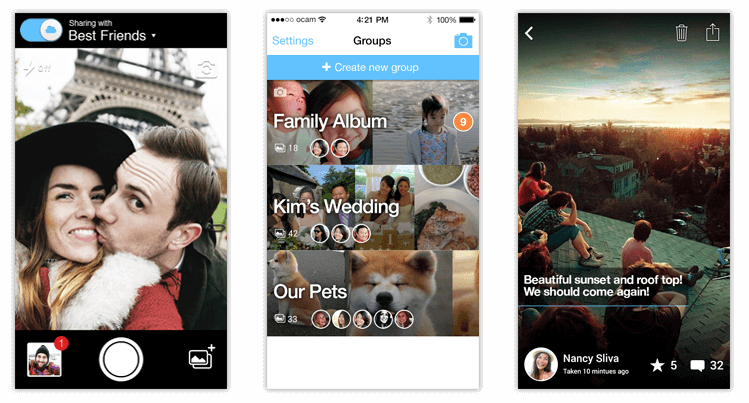 Sharing with
Best Friends
Off
1
ocam
4:21 PM
100%
Settings
Groups
+ Create new group
Family Album
9
18
Kim's Wedding
42
Our Pets
33
Beautiful sunset and roof top!
We should come again!
Nancy Sliva
Taken 10 mintues ago
5
32